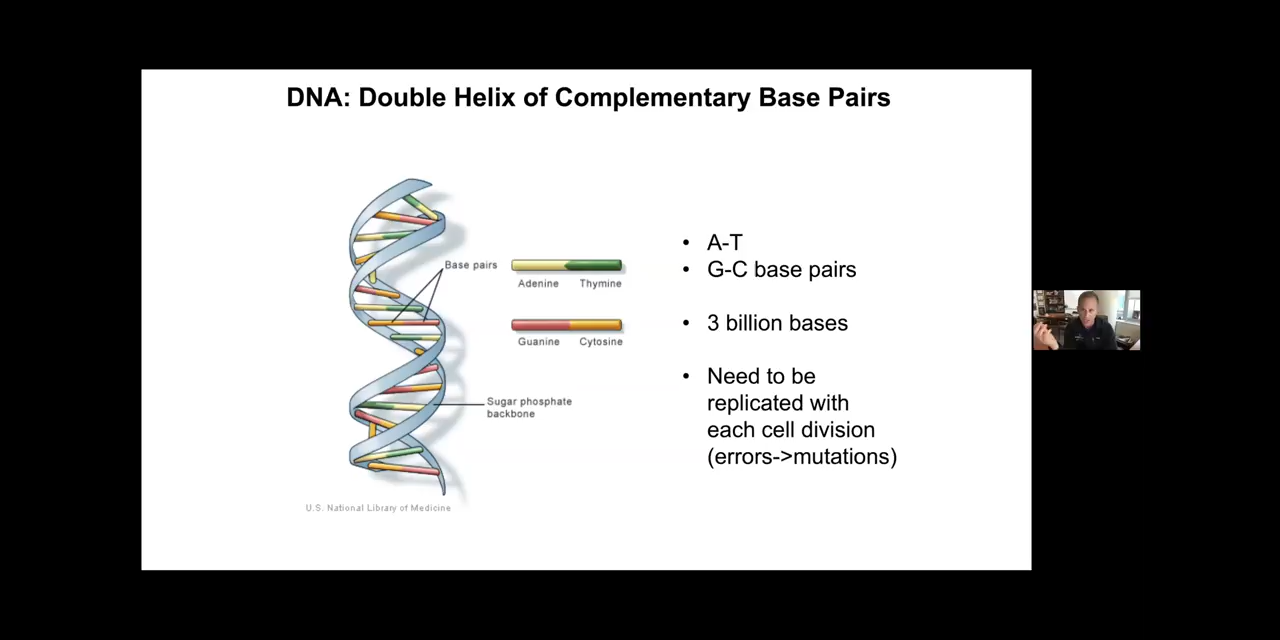 DNA: Double Helix of Complementary Base Pairs
Base pairs
Adenine Thymine
Guanine Cytosine
Sugar phosphate
backbone
U.S. National Library of Medicine
• A-T
• G-C base pairs
• 3 billion bases
• Need to be
replicated with
each cell division
(errors->mutations)